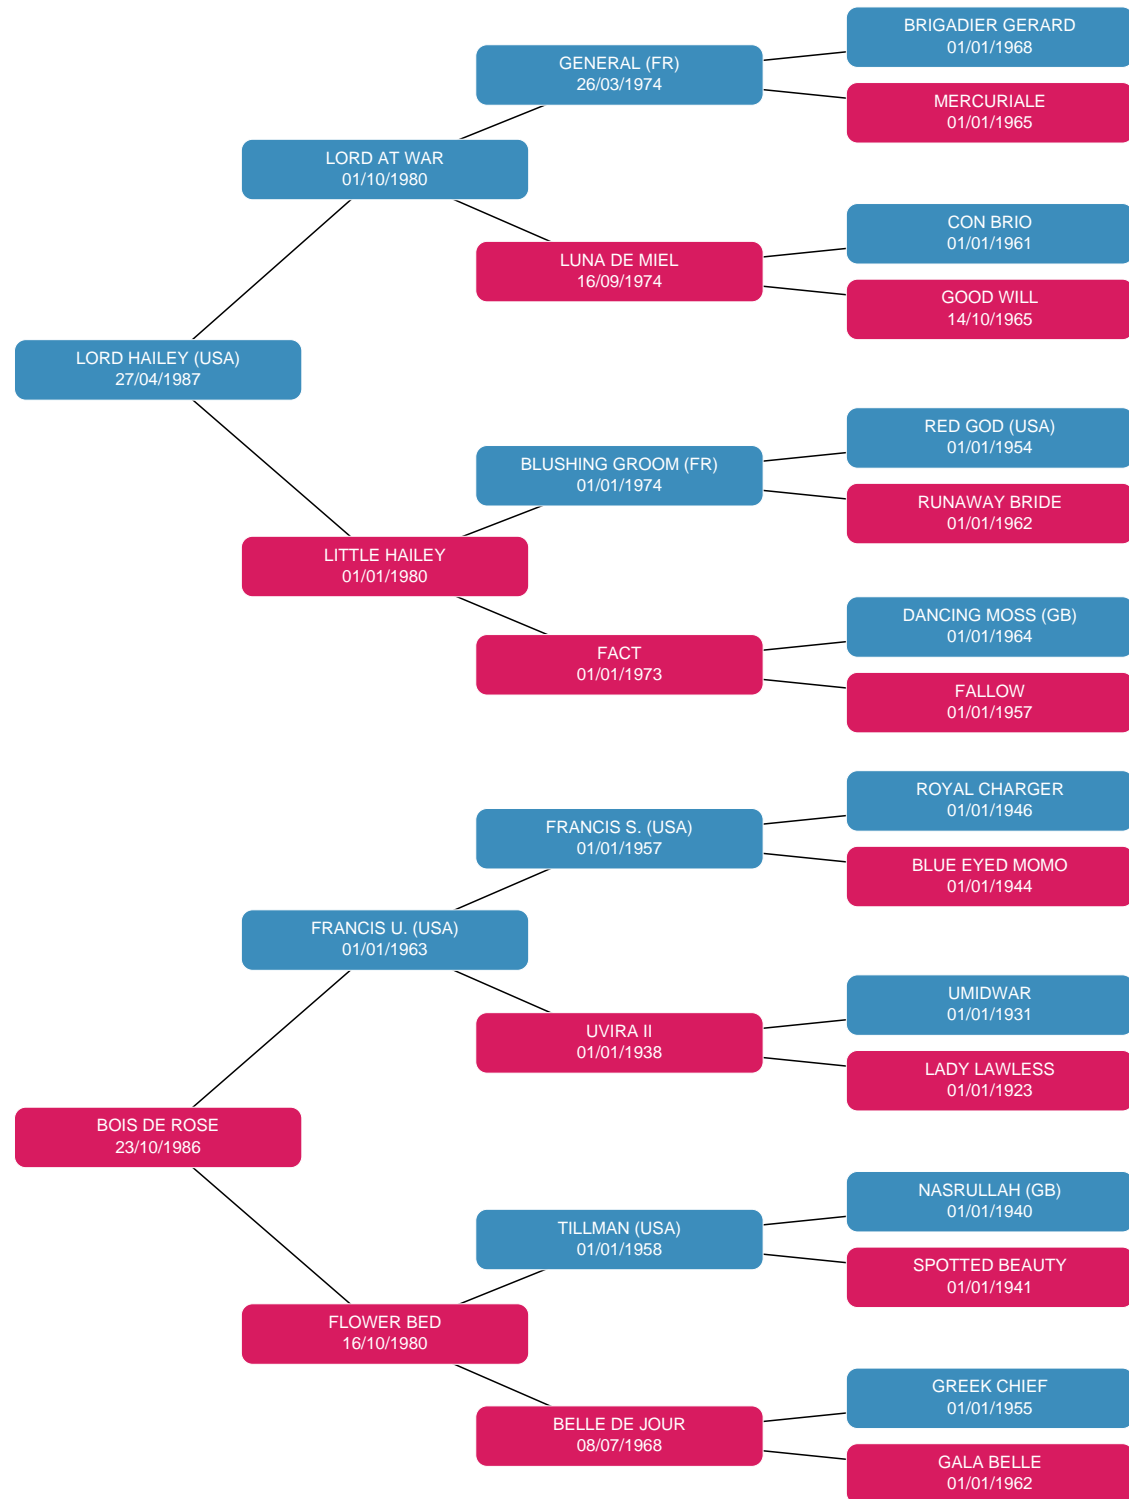 BRIGADIER GERARD
01/01/1968
GENERAL (FR)
26/03/1974
MERCURIALE
01/01/1965
LORD AT WAR
01/10/1980
CON BRIO
01/01/1961
LUNA DE MIEL
16/09/1974
GOOD WILL
14/10/1965
LORD HAILEY (USA)
27/04/1987
RED GOD (USA)
01/01/1954
BLUSHING GROOM (FR)
01/01/1974
RUNAWAY BRIDE
01/01/1962
LITTLE HAILEY
01/01/1980
DANCING MOSS (GB)
01/01/1964
FACT
01/01/1973
FALLOW
01/01/1957
ROYAL CHARGER
01/01/1946
FRANCIS S. (USA)
01/01/1957
BLUE EYED MOMO
01/01/1944
FRANCIS U. (USA)
01/01/1963
UMIDWAR
01/01/1931
UVIRA II
01/01/1938
LADY LAWLESS
01/01/1923
BOIS DE ROSE
23/10/1986
NASRULLAH (GB)
01/01/1940
TILLMAN (USA)
01/01/1958
SPOTTED BEAUTY
01/01/1941
FLOWER BED
16/10/1980
GREEK CHIEF
01/01/1955
BELLE DE JOUR
08/07/1968
GALA BELLE
01/01/1962